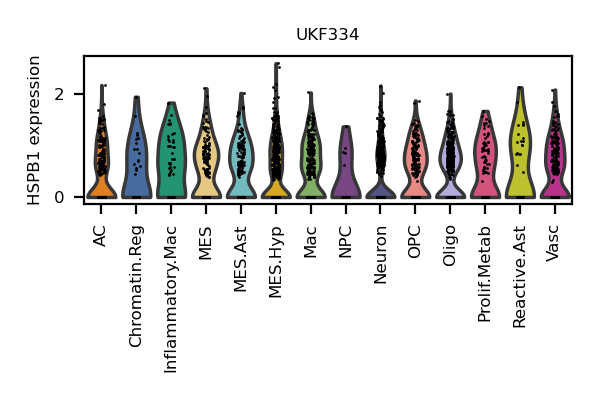 UKF334
HSPB1 expression
2
0
AC
Chromatin.Reg
Inflammatory.Mac
MES
MES.Ast
MES.Hyp
Mac
NPC
Neuron
OPC
Oligo
Prolif.Metab
Reactive.Ast
Vasc